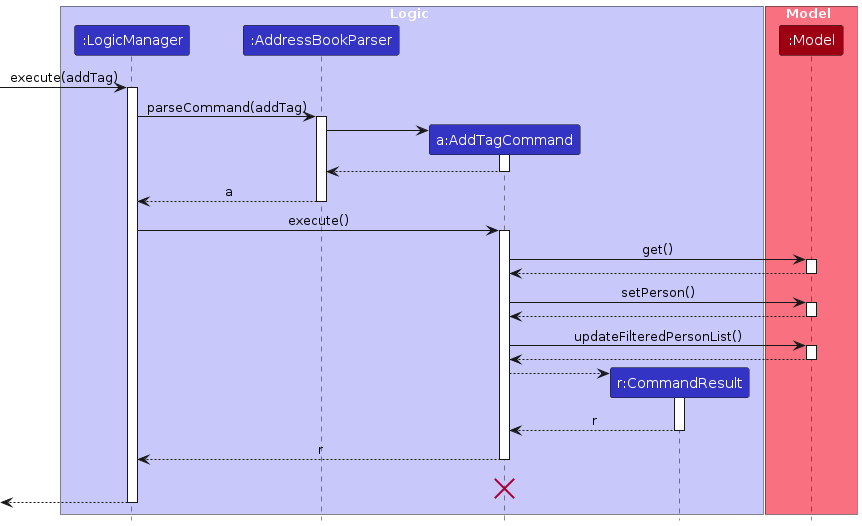 Logic
Model
:LogicManager
:AddressBookParser
:Model
execute(addTag)
parseCommand(addTag)
a:AddTagCommand
a
execute()
get()
setPerson()
updateFilteredPersonList()
r:CommandResult
r
r